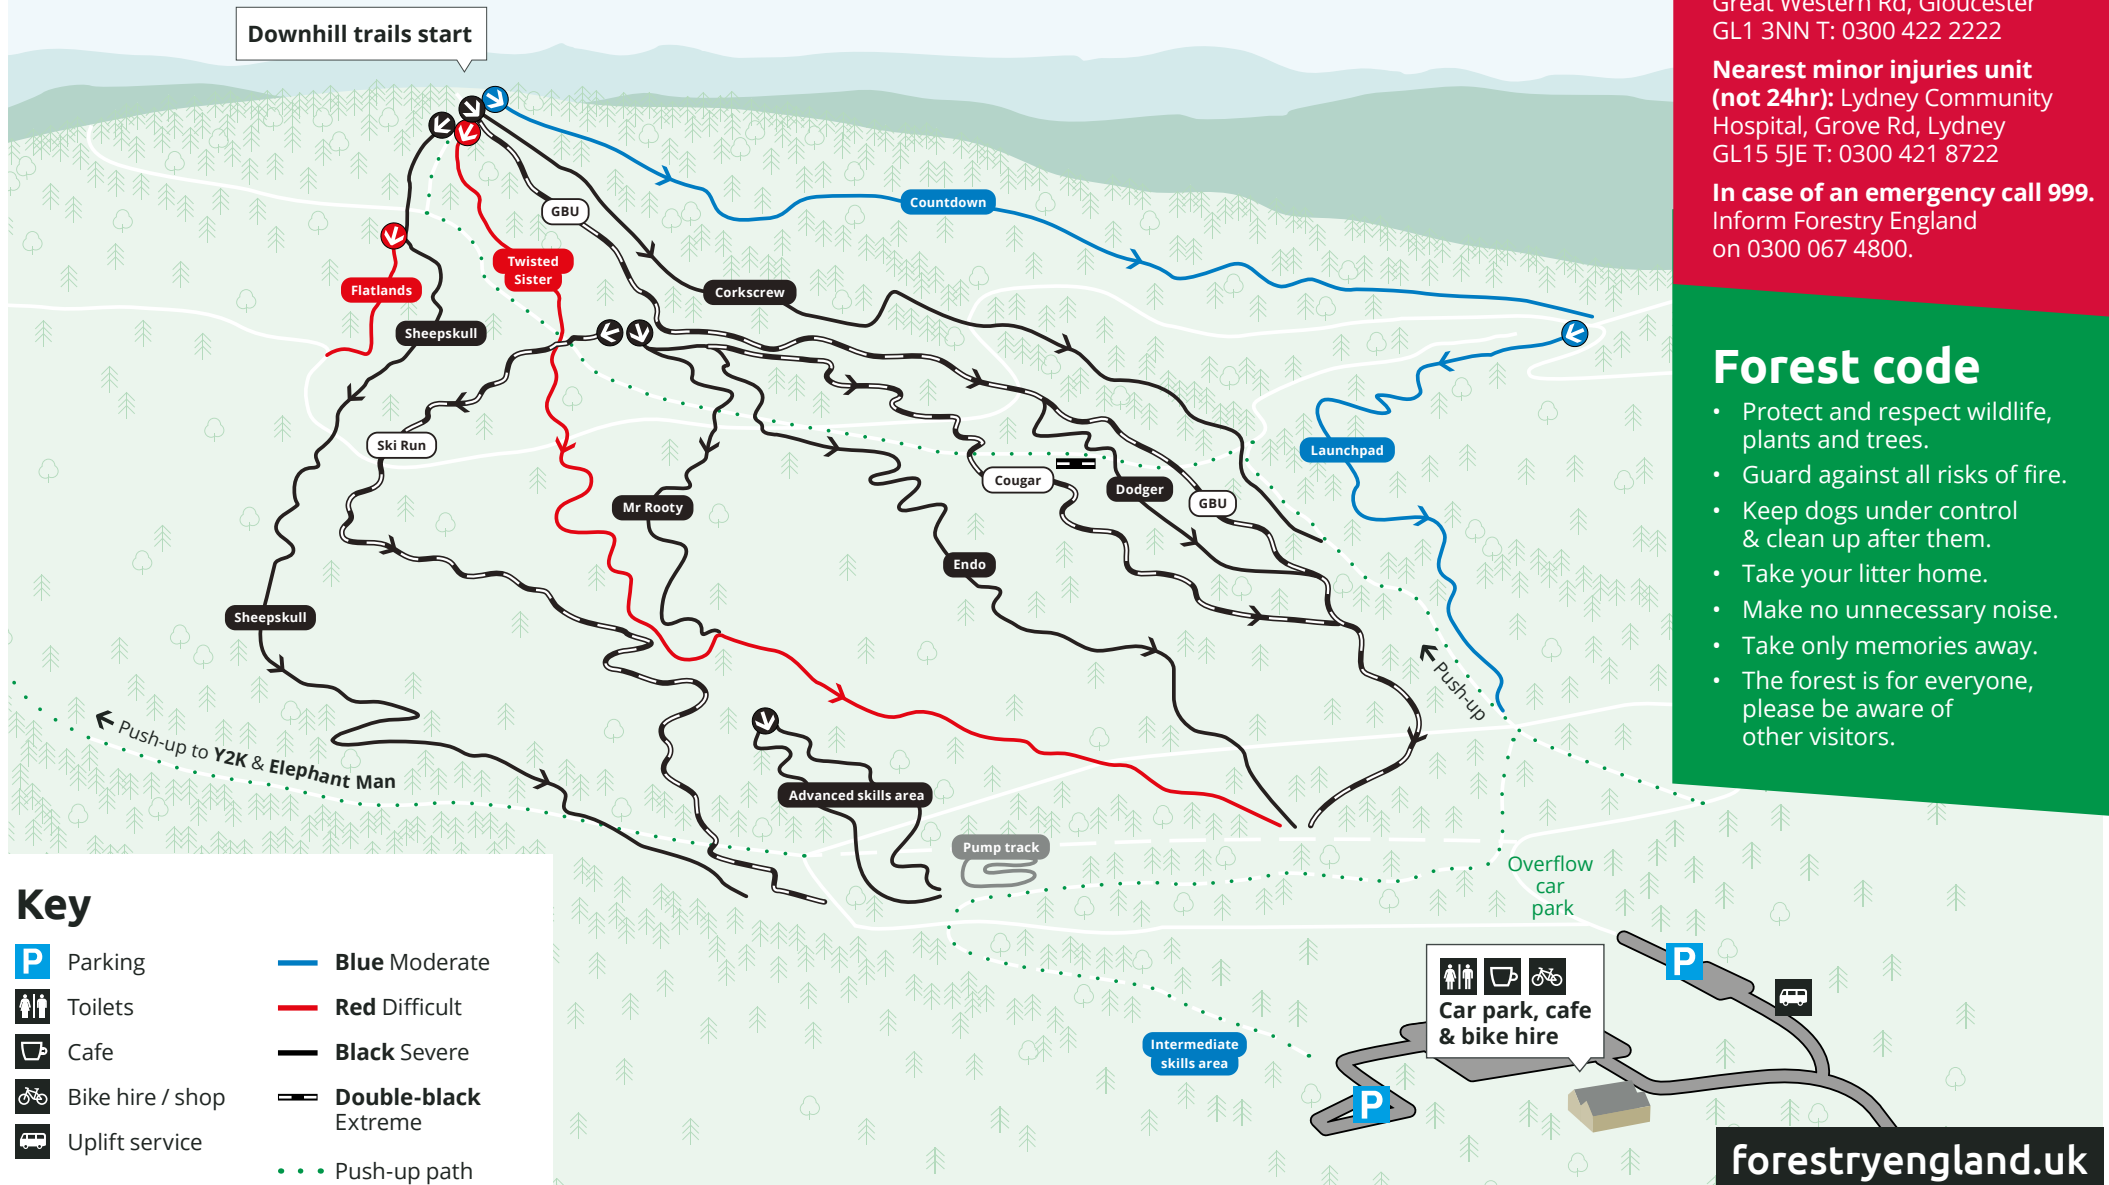 Downhill trails start
GBU
Countdown
Twisted
Sister
Flatlands
Corkscrew
Sheepskull
Ski Run
Launchpad
Cougar
Dodger
GBU
Mr Rooty
Endo
Sheepskull
Push-up
Push-up to Y2K & Elephant Man
Advanced skills area
Pump track
Overflow
car
park
Intermediate
skills area
Car park, cafe
& bike hire
P
P
Key
P Parking
Toilets
Cafe
Bike hire / shop
Uplift service
Blue Moderate
Red Difficult
Black Severe
Double-black
Extreme
Push-up path
Great Western Rd, Gloucester
GL1 3NN T: 0300 422 2222
Nearest minor injuries unit
(not 24hr): Lydney Community
Hospital, Grove Rd, Lydney
GL15 5JE T: 0300 421 8722
In case of an emergency call 999.
Inform Forestry England
on 0300 067 4800.
Forest code
• Protect and respect wildlife,
plants and trees.
• Guard against all risks of fire.
• Keep dogs under control
& clean up after them.
• Take your litter home.
• Make no unnecessary noise.
• Take only memories away.
• The forest is for everyone,
please be aware of
other visitors.
forestryengland.uk